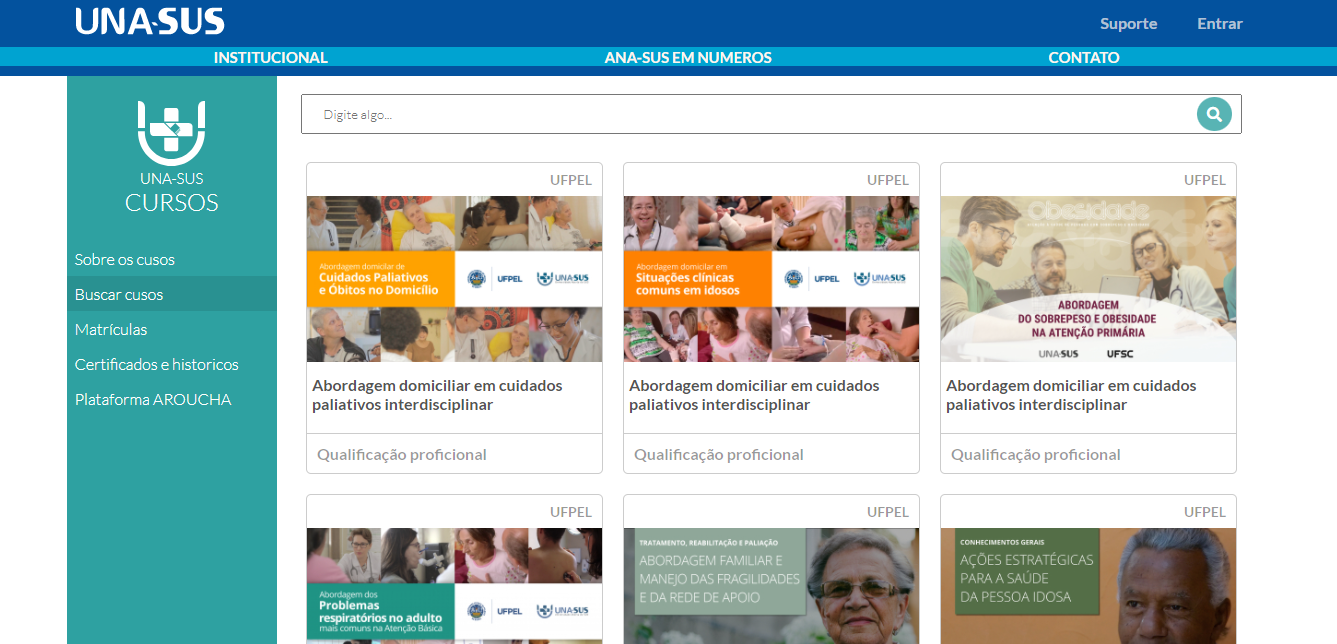 UNA-SUS
Suporte
Entrar
INSTITUCIONAL
ANA-SUS EM NUMEROS
CONTATO
UNA-SUS
CURSOS
Sobre os cusos
Buscar cusos
Matrículas
Certificados e historicos
Plataforma AROUCHA
Digite algo...
UFPEL
Abordagem domiciliar de
Cuidados Paliativos
e Óbitos no Domicílio
UFPEL
UNA-SUS
Abordagem domiciliar em cuidados
paliativos interdisciplinar
Qualificação proficional
UFPEL
Abordagem domiciliar em
Situações clínicas
comuns em idosos
UFPEL
UNA-SUS
Abordagem domiciliar em cuidados
paliativos interdisciplinar
Qualificação proficional
UFPEL
Obesidade
ABORDAGEM
DO SOBREPESO E OBESIDADE
NA ATENÇÃO PRIMÁRIA
UNA-SUS
UFSC
Abordagem domiciliar em cuidados
paliativos interdisciplinar
Qualificação proficional
UFPEL
Abordagem dos
Problemas
respiratórios no adulto
mais comuns na Atenção Básica
UFPEL
UNA-SUS
UFPEL
TRATAMENTO, REABILITAÇÃO E PALIAÇÃO
ABORDAGEM FAMILIAR E
MANEJO DAS FRAGILIDADES
E DA REDE DE APOIO
UFPEL
CONHECIMENTOS GERAIS
AÇÕES ESTRATÉGICAS
PARA A SAÚDE
DA PESSOA IDOSA